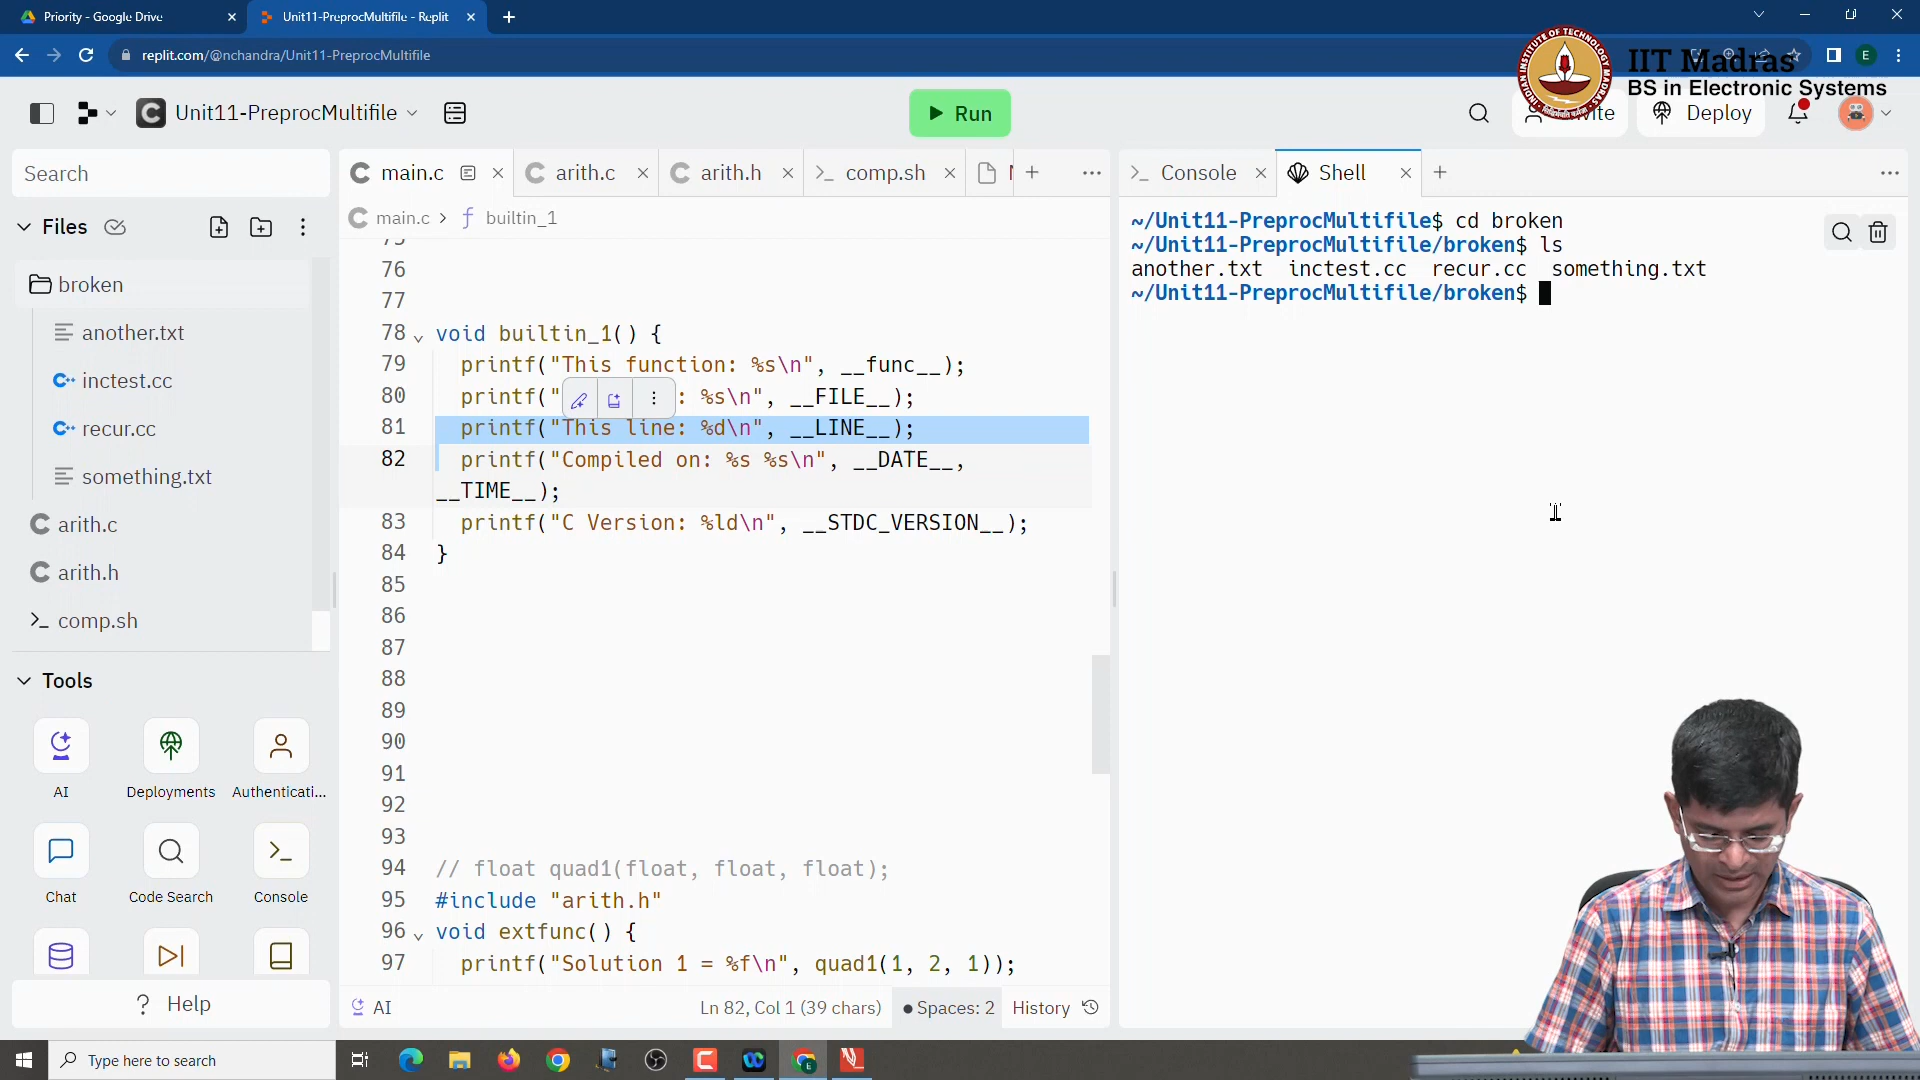 Priority - Google Drive
Unit11-PreprocMultifile - Replit
replit.com/@nchandra/Unit11-PreprocMultifile
E
IIT Madras
BS in Electronic Systems
Unit11-PreprocMultifile
Run
Deploy
Search
main.c
arith.c
arith.h
comp.sh
Console
Shell
Files
main.c > f builtin_1
broken
another.txt
inctest.cc
recur.cc
something.txt
arith.c
arith.h
comp.sh
Tools
AI
Deployments
Authenticati...
Chat
Code Search
Console
? Help
75
76
77
78 void builtin_1() {
79 printf("This function: %s\n", __func__);
80 printf(" : %s\n", __FILE__);
81 printf("This line: %d\n", __LINE__);
82 printf("Compiled on: %s %s\n", __DATE__,
__TIME__);
83 printf("C Version: %ld\n", __STDC_VERSION__);
84 }
85
86
87
88
89
90
91
92
93
94 // float quad1(float, float, float);
95 #include "arith.h"
96 void extfunc() {
97 printf("Solution 1 = %f\n", quad1(1, 2, 1));
AI
Ln 82, Col 1 (39 chars)
Spaces: 2
History
~/Unit11-PreprocMultifile$ cd broken
~/Unit11-PreprocMultifile/broken$ ls
another.txt inctest.cc recur.cc something.txt
~/Unit11-PreprocMultifile/broken$
Type here to search